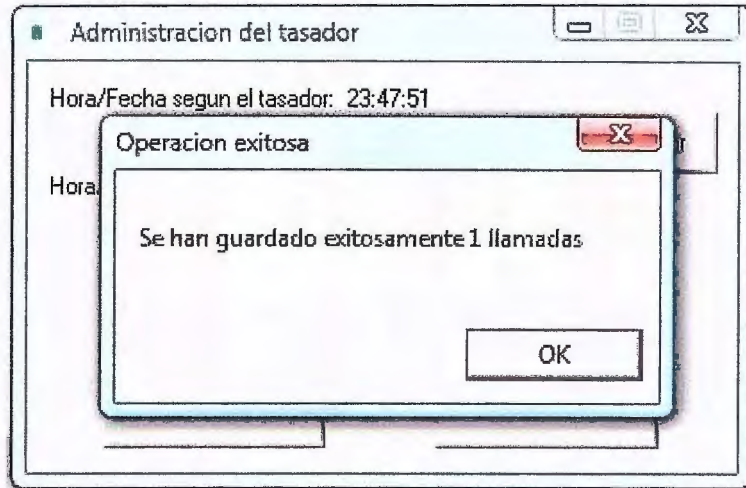 Administracion del tasador
Hora/Fecha segun el tasador: 23:47:51
Operacion exitosa
Hora/
Se han guardado exitosamente 1 llamadas
OK